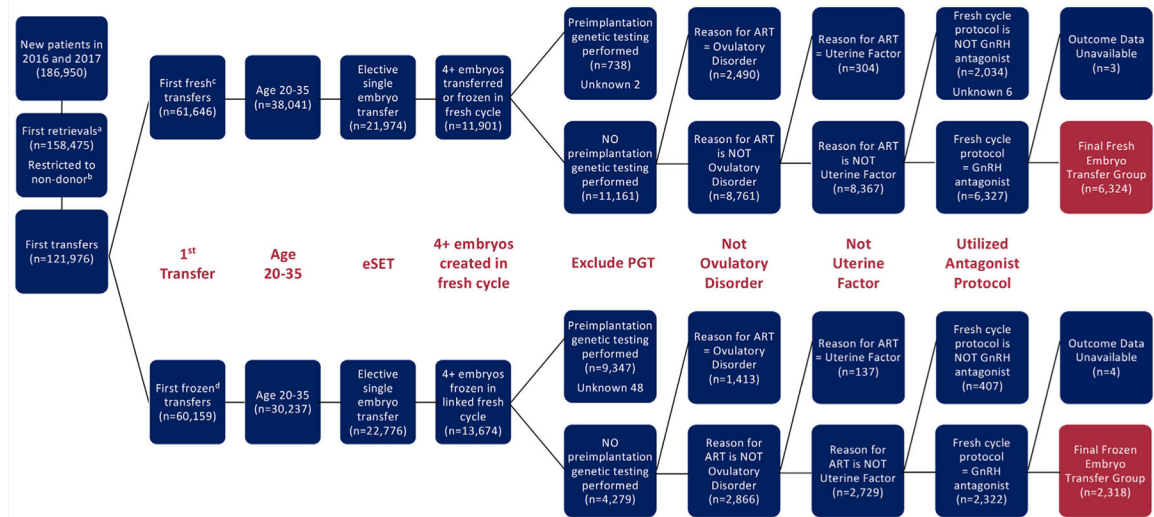 New patients in
2016 and 2017
(186,950)
First retrievalsᵃ
(n=158,475)
Restricted to
non-donorᵇ
First transfers
(n=121,976)
First freshᶜ
transfers
(n=61,646)
Age 20-35
(n=38,041)
Elective
single
embryo
transfer
(n=21,974)
4+ embryos
transferred
or frozen in
fresh cycle
(n=11,901)
Preimplantation
genetic testing
performed
(n=738)
Unknown 2
NO
preimplantation
genetic testing
performed
(n=11,161)
Reason for ART
= Ovulatory
Disorder
(n=2,490)
Reason for
ART is NOT
Ovulatory
Disorder
(n=8,761)
Reason for ART
= Uterine Factor
(n=304)
Reason for
ART is NOT
Uterine Factor
(n=8,367)
Fresh cycle
protocol is
NOT GnRH
antagonist
(n=2,034)
Unknown 6
Fresh cycle
protocol
= GnRH
antagonist
(n=6,327)
Outcome Data
Unavailable
(n=3)
Final Fresh
Embryo
Transfer Group
(n=6,324)
1ˢᵗ
Transfer
Age
20-35
eSET
4+ embryos
created in
fresh cycle
Exclude PGT
Not
Ovulatory
Disorder
Not
Uterine
Factor
Utilized
Antagonist
Protocol
First frozenᵈ
transfers
(n=60,159)
Age 20-35
(n=30,237)
Elective
single
embryo
transfer
(n=22,776)
4+ embryos
frozen in
linked fresh
cycle
(n=13,674)
Preimplantation
genetic testing
performed
(n=9,347)
Unknown 48
NO
preimplantation
genetic testing
performed
(n=4,279)
Reason for ART
= Ovulatory
Disorder
(n=1,413)
Reason for
ART is NOT
Ovulatory
Disorder
(n=2,866)
Reason for ART
= Uterine Factor
(n=137)
Reason for
ART is NOT
Uterine Factor
(n=2,729)
Fresh cycle
protocol is
NOT GnRH
antagonist
(n=407)
Fresh cycle
protocol
= GnRH
antagonist
(n=2,322)
Outcome Data
Unavailable
(n=4)
Final Frozen
Embryo
Transfer Group
(n=2,318)